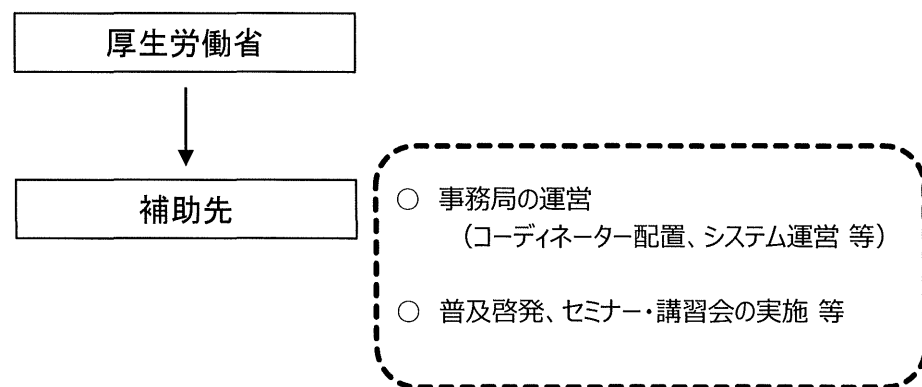 厚生労働省
補助先
○ 事務局の運営
（コーディネーター配置、システム運営 等）
○ 普及啓発、セミナー・講習会の実施 等